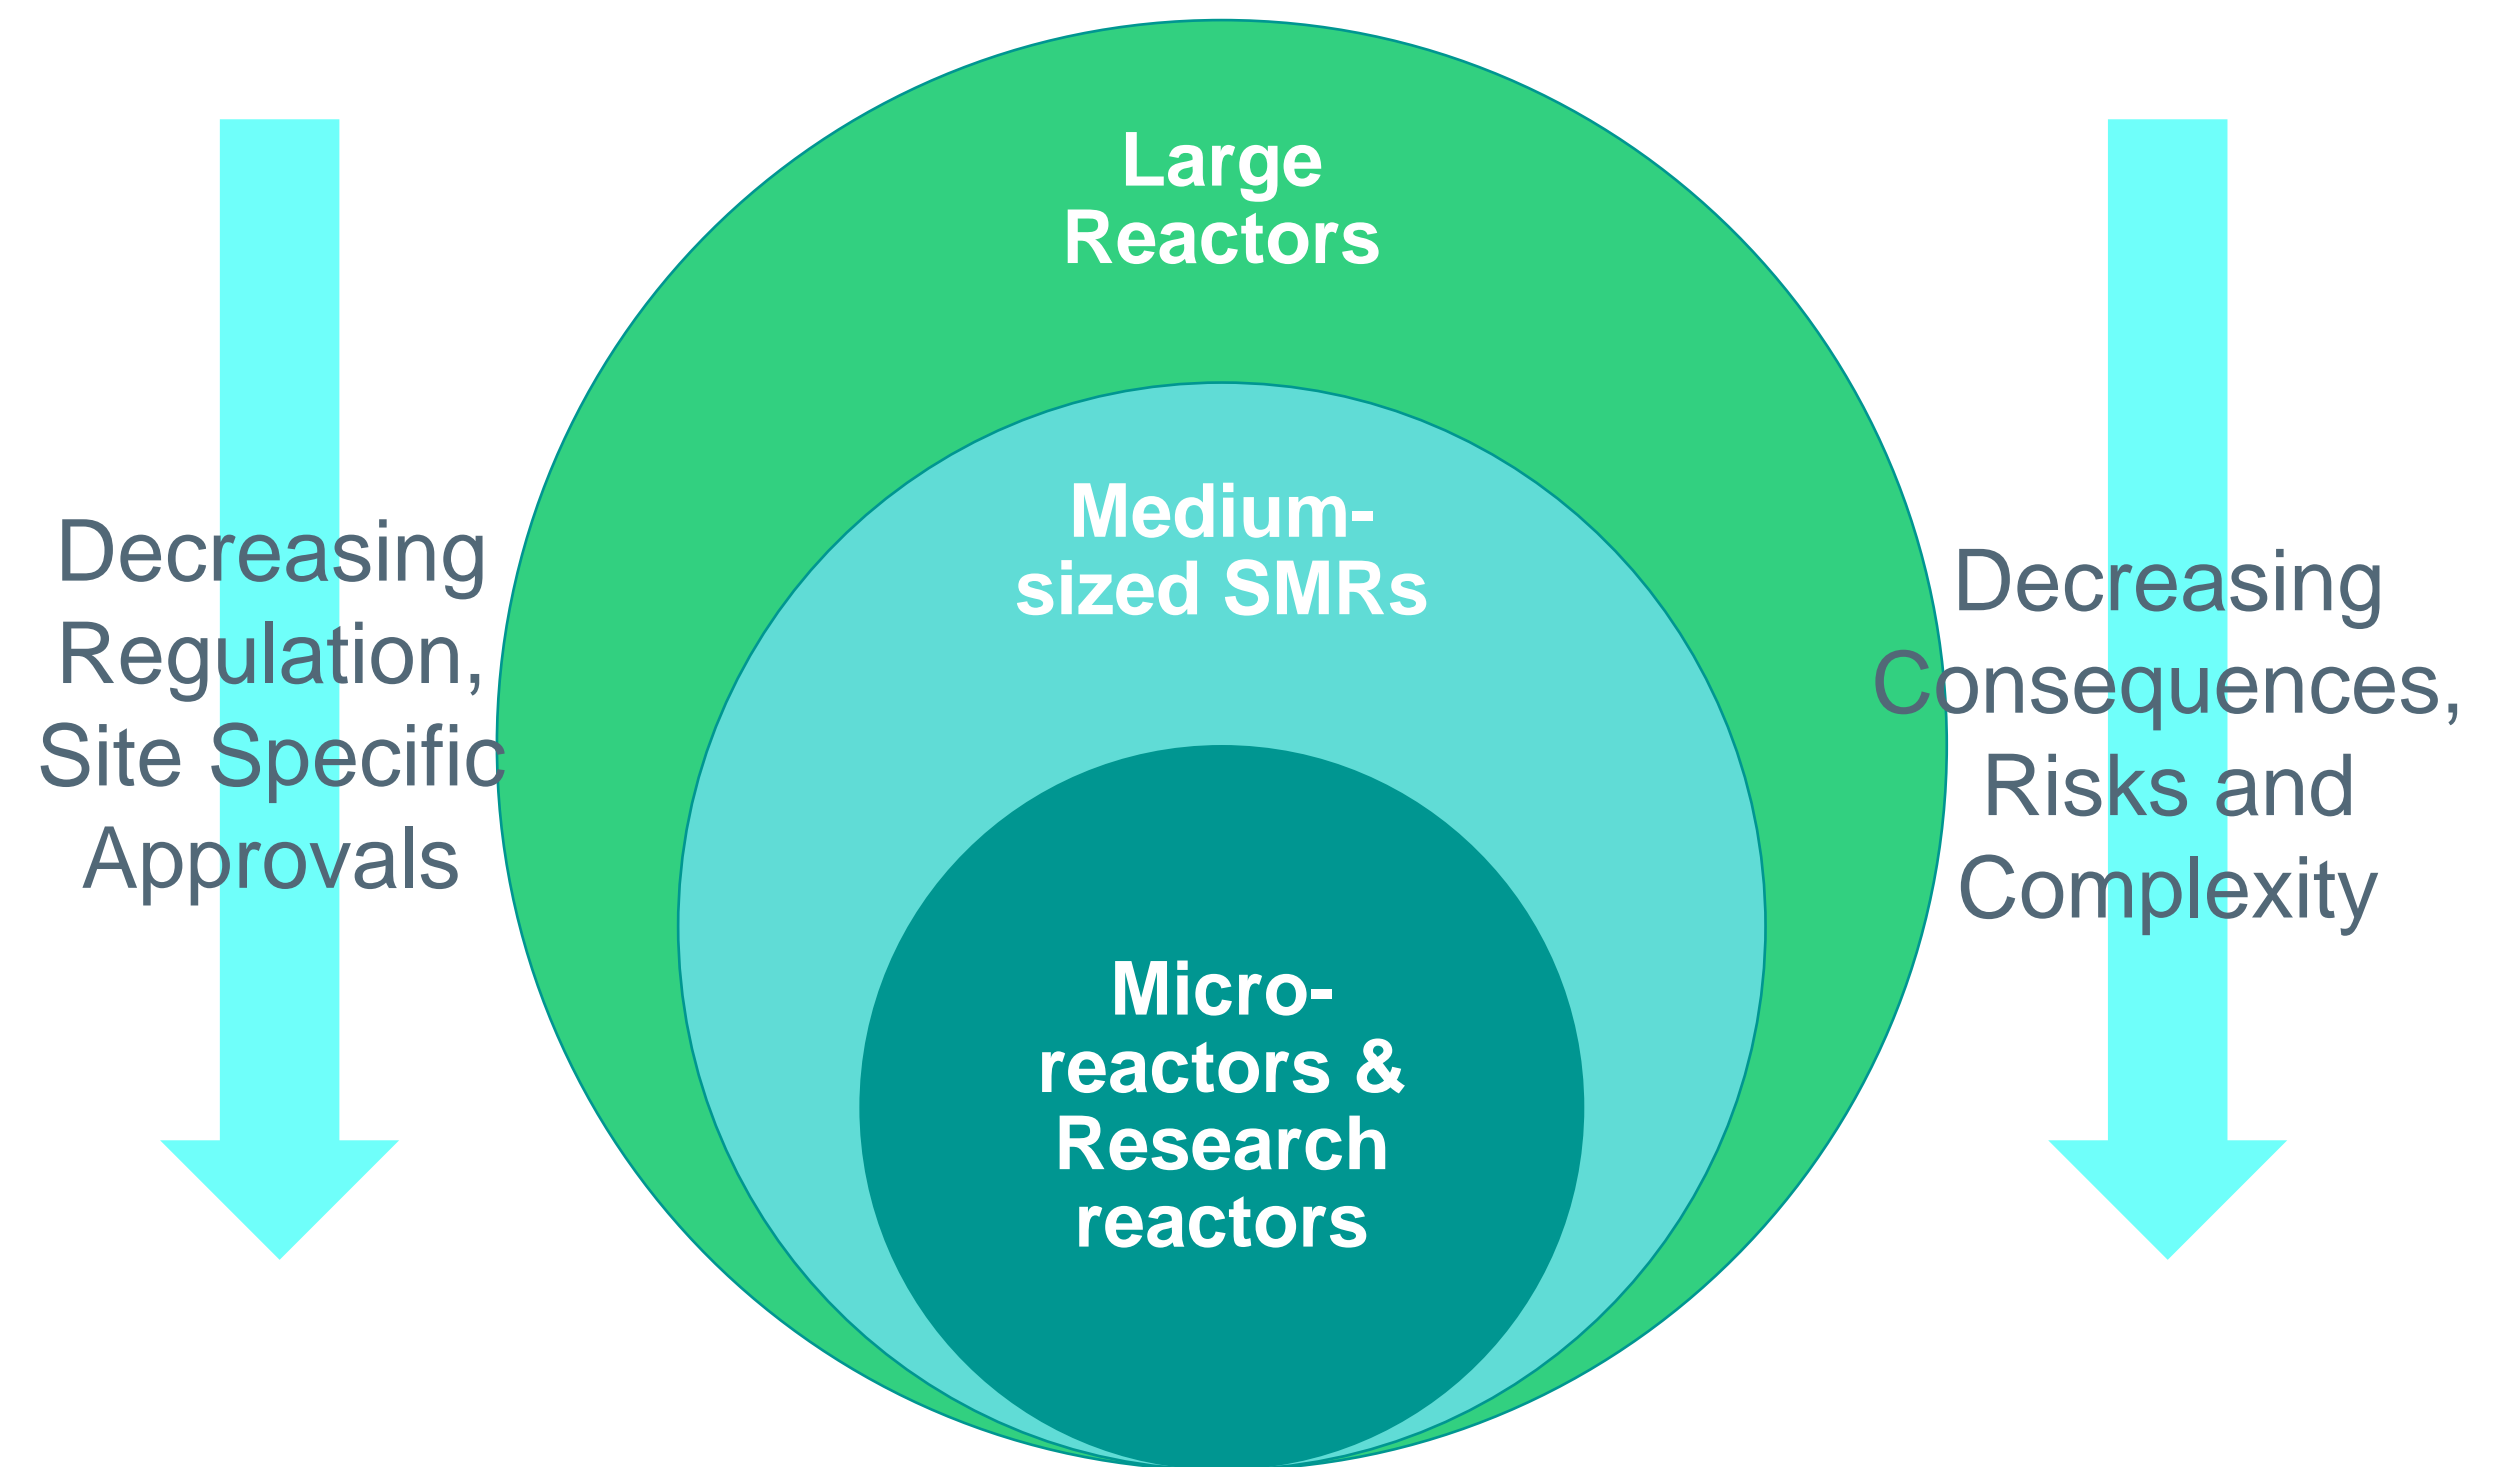 Large
Reactors
Medium-
sized SMRs
Micro-
reactors &
Research
reactors
Decreasing
Regulation,
Site Specific
Approvals
Decreasing
Consequences,
Risks and
Complexity